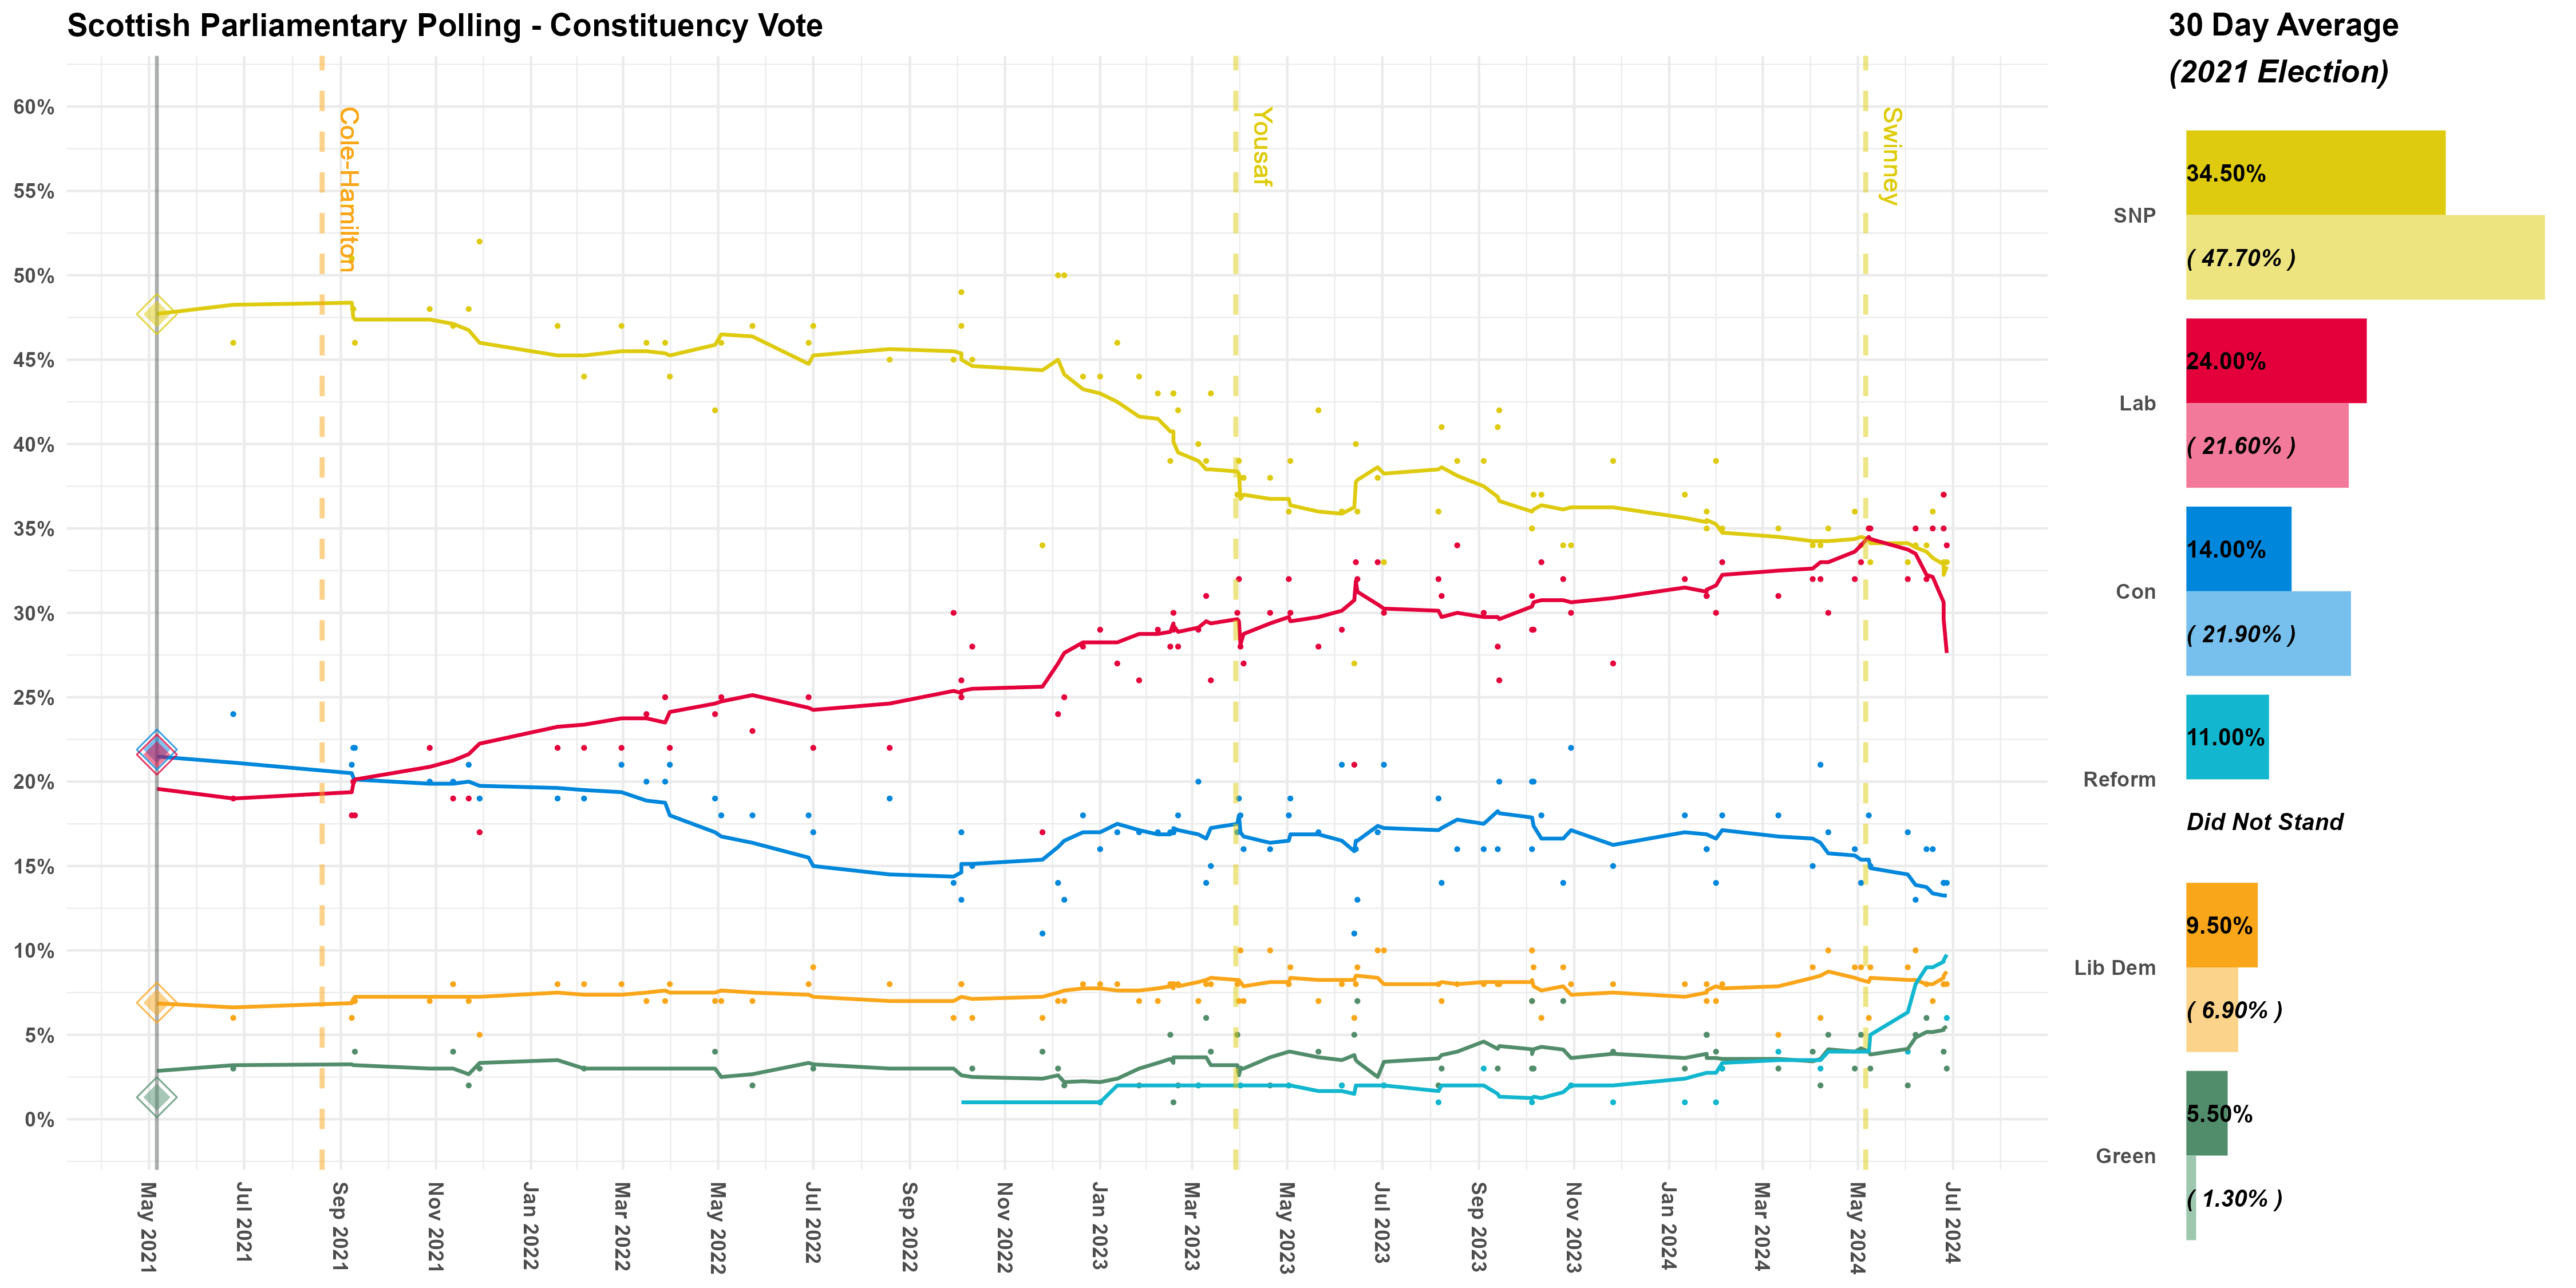 Scottish Parliamentary Polling - Constituency Vote
30 Day Average
(2021 Election)
60%
55%
50%
45%
40%
35%
30%
25%
20%
15%
10%
5%
0%
Cole-Hamilton
Yousaf
Swinney
May 2021
Jul 2021
Sep 2021
Nov 2021
Jan 2022
Mar 2022
May 2022
Jul 2022
Sep 2022
Nov 2022
Jan 2023
Mar 2023
May 2023
Jul 2023
Sep 2023
Nov 2023
Jan 2024
Mar 2024
May 2024
Jul 2024
SNP
34.50%
( 47.70% )
Lab
24.00%
( 21.60% )
Con
14.00%
( 21.90% )
Reform
11.00%
Did Not Stand
Lib Dem
9.50%
( 6.90% )
Green
5.50%
( 1.30% )